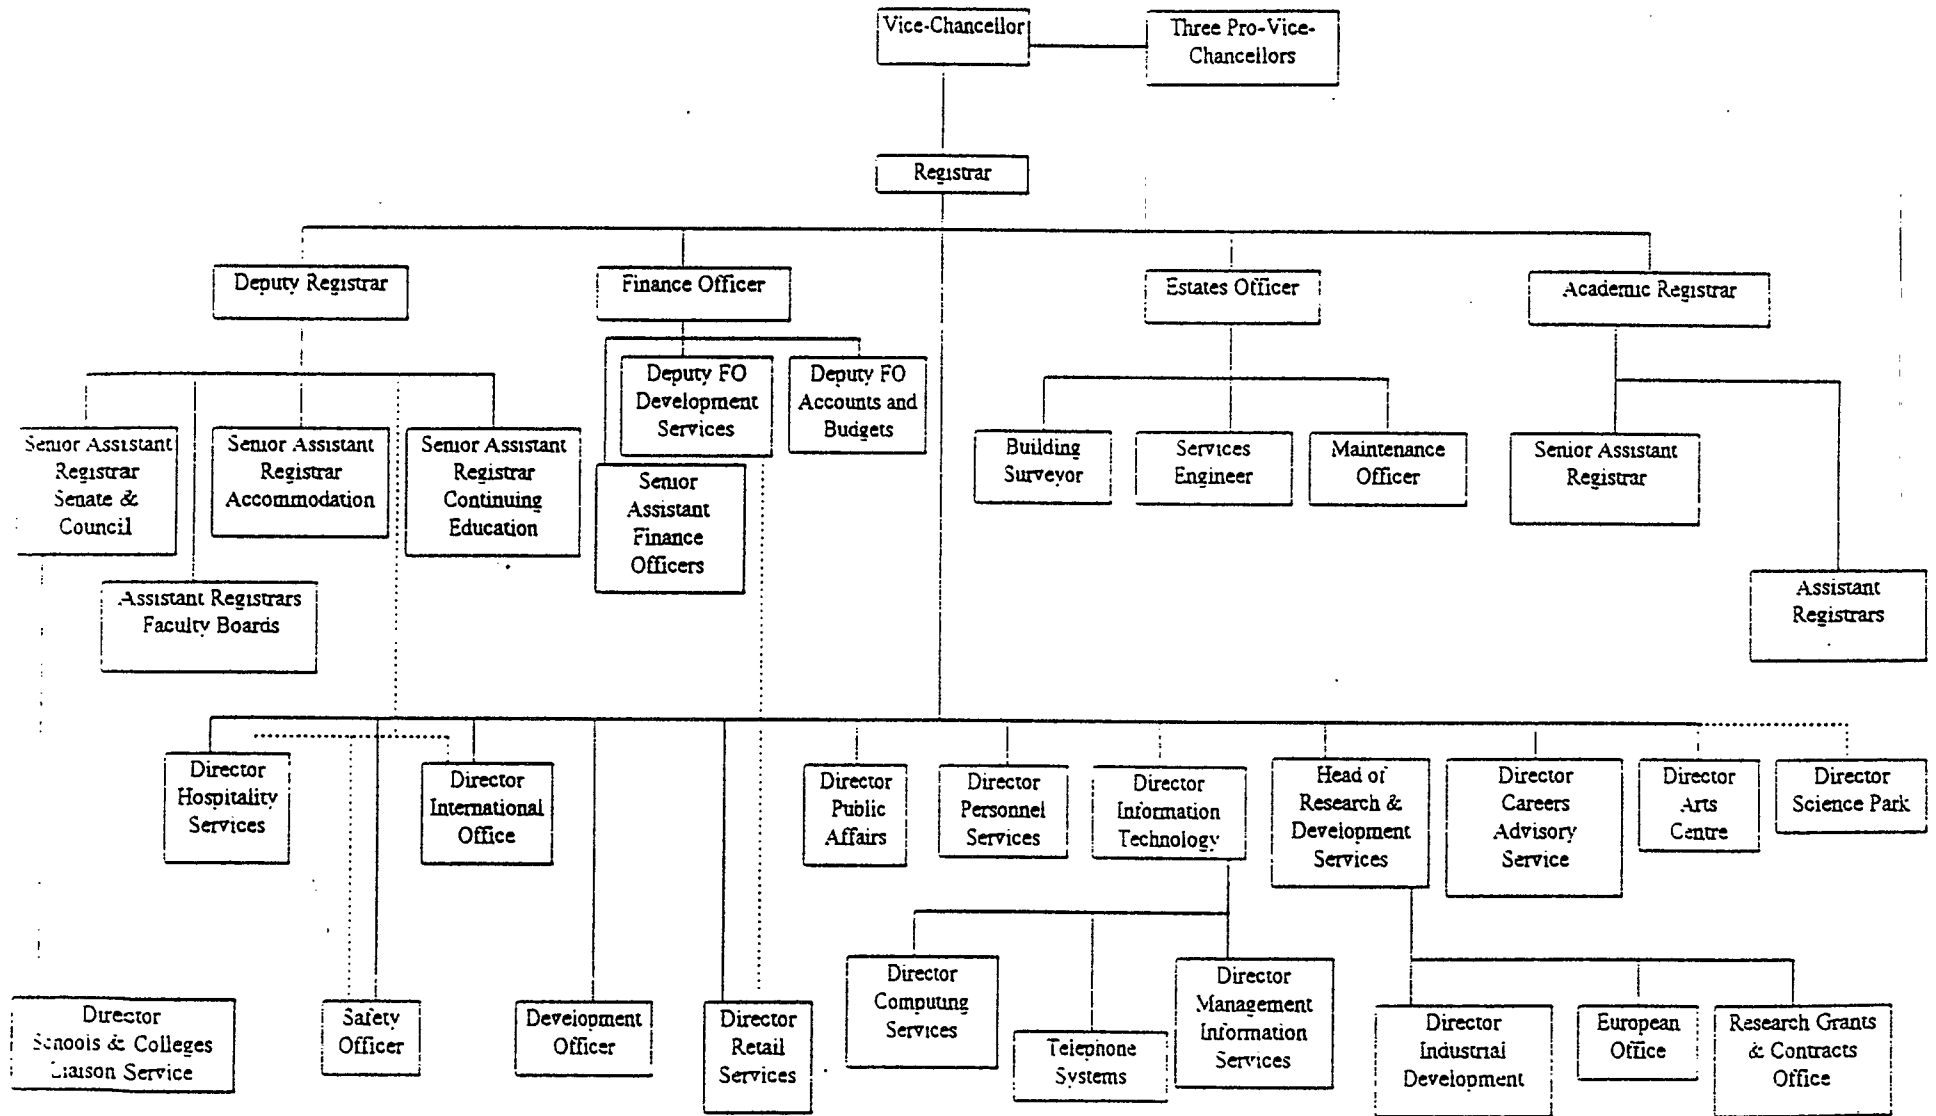 Vice-Chancellor
Three Pro-Vice-
Chancellors
Registrar
Deputy Registrar
Finance Officer
Estates Officer
Academic Registrar
Senior Assistant
Registrar
Senate &
Council
Senior Assistant
Registrar
Accommodation
Senior Assistant
Registrar
Continuing
Education
Deputy FO
Development
Services
Deputy FO
Accounts and
Budgets
Senior
Assistant
Finance
Officers
Building
Surveyor
Services
Engineer
Maintenance
Officer
Senior Assistant
Registrar
Assistant Registrars
Faculty Boards
Assistant
Registrars
Director
Hospitality
Services
Director
International
Office
Director
Public
Affairs
Director
Personnel
Services
Director
Information
Technology
Head of
Research &
Development
Services
Director
Careers
Advisory
Service
Director
Arts
Centre
Director
Science Park
Director
Schools & Colleges
Liaison Service
Safety
Officer
Development
Officer
Director
Retail
Services
Director
Computing
Services
Telephone
Systems
Director
Management
Information
Services
Director
Industrial
Development
European
Office
Research Grants
& Contracts
Office